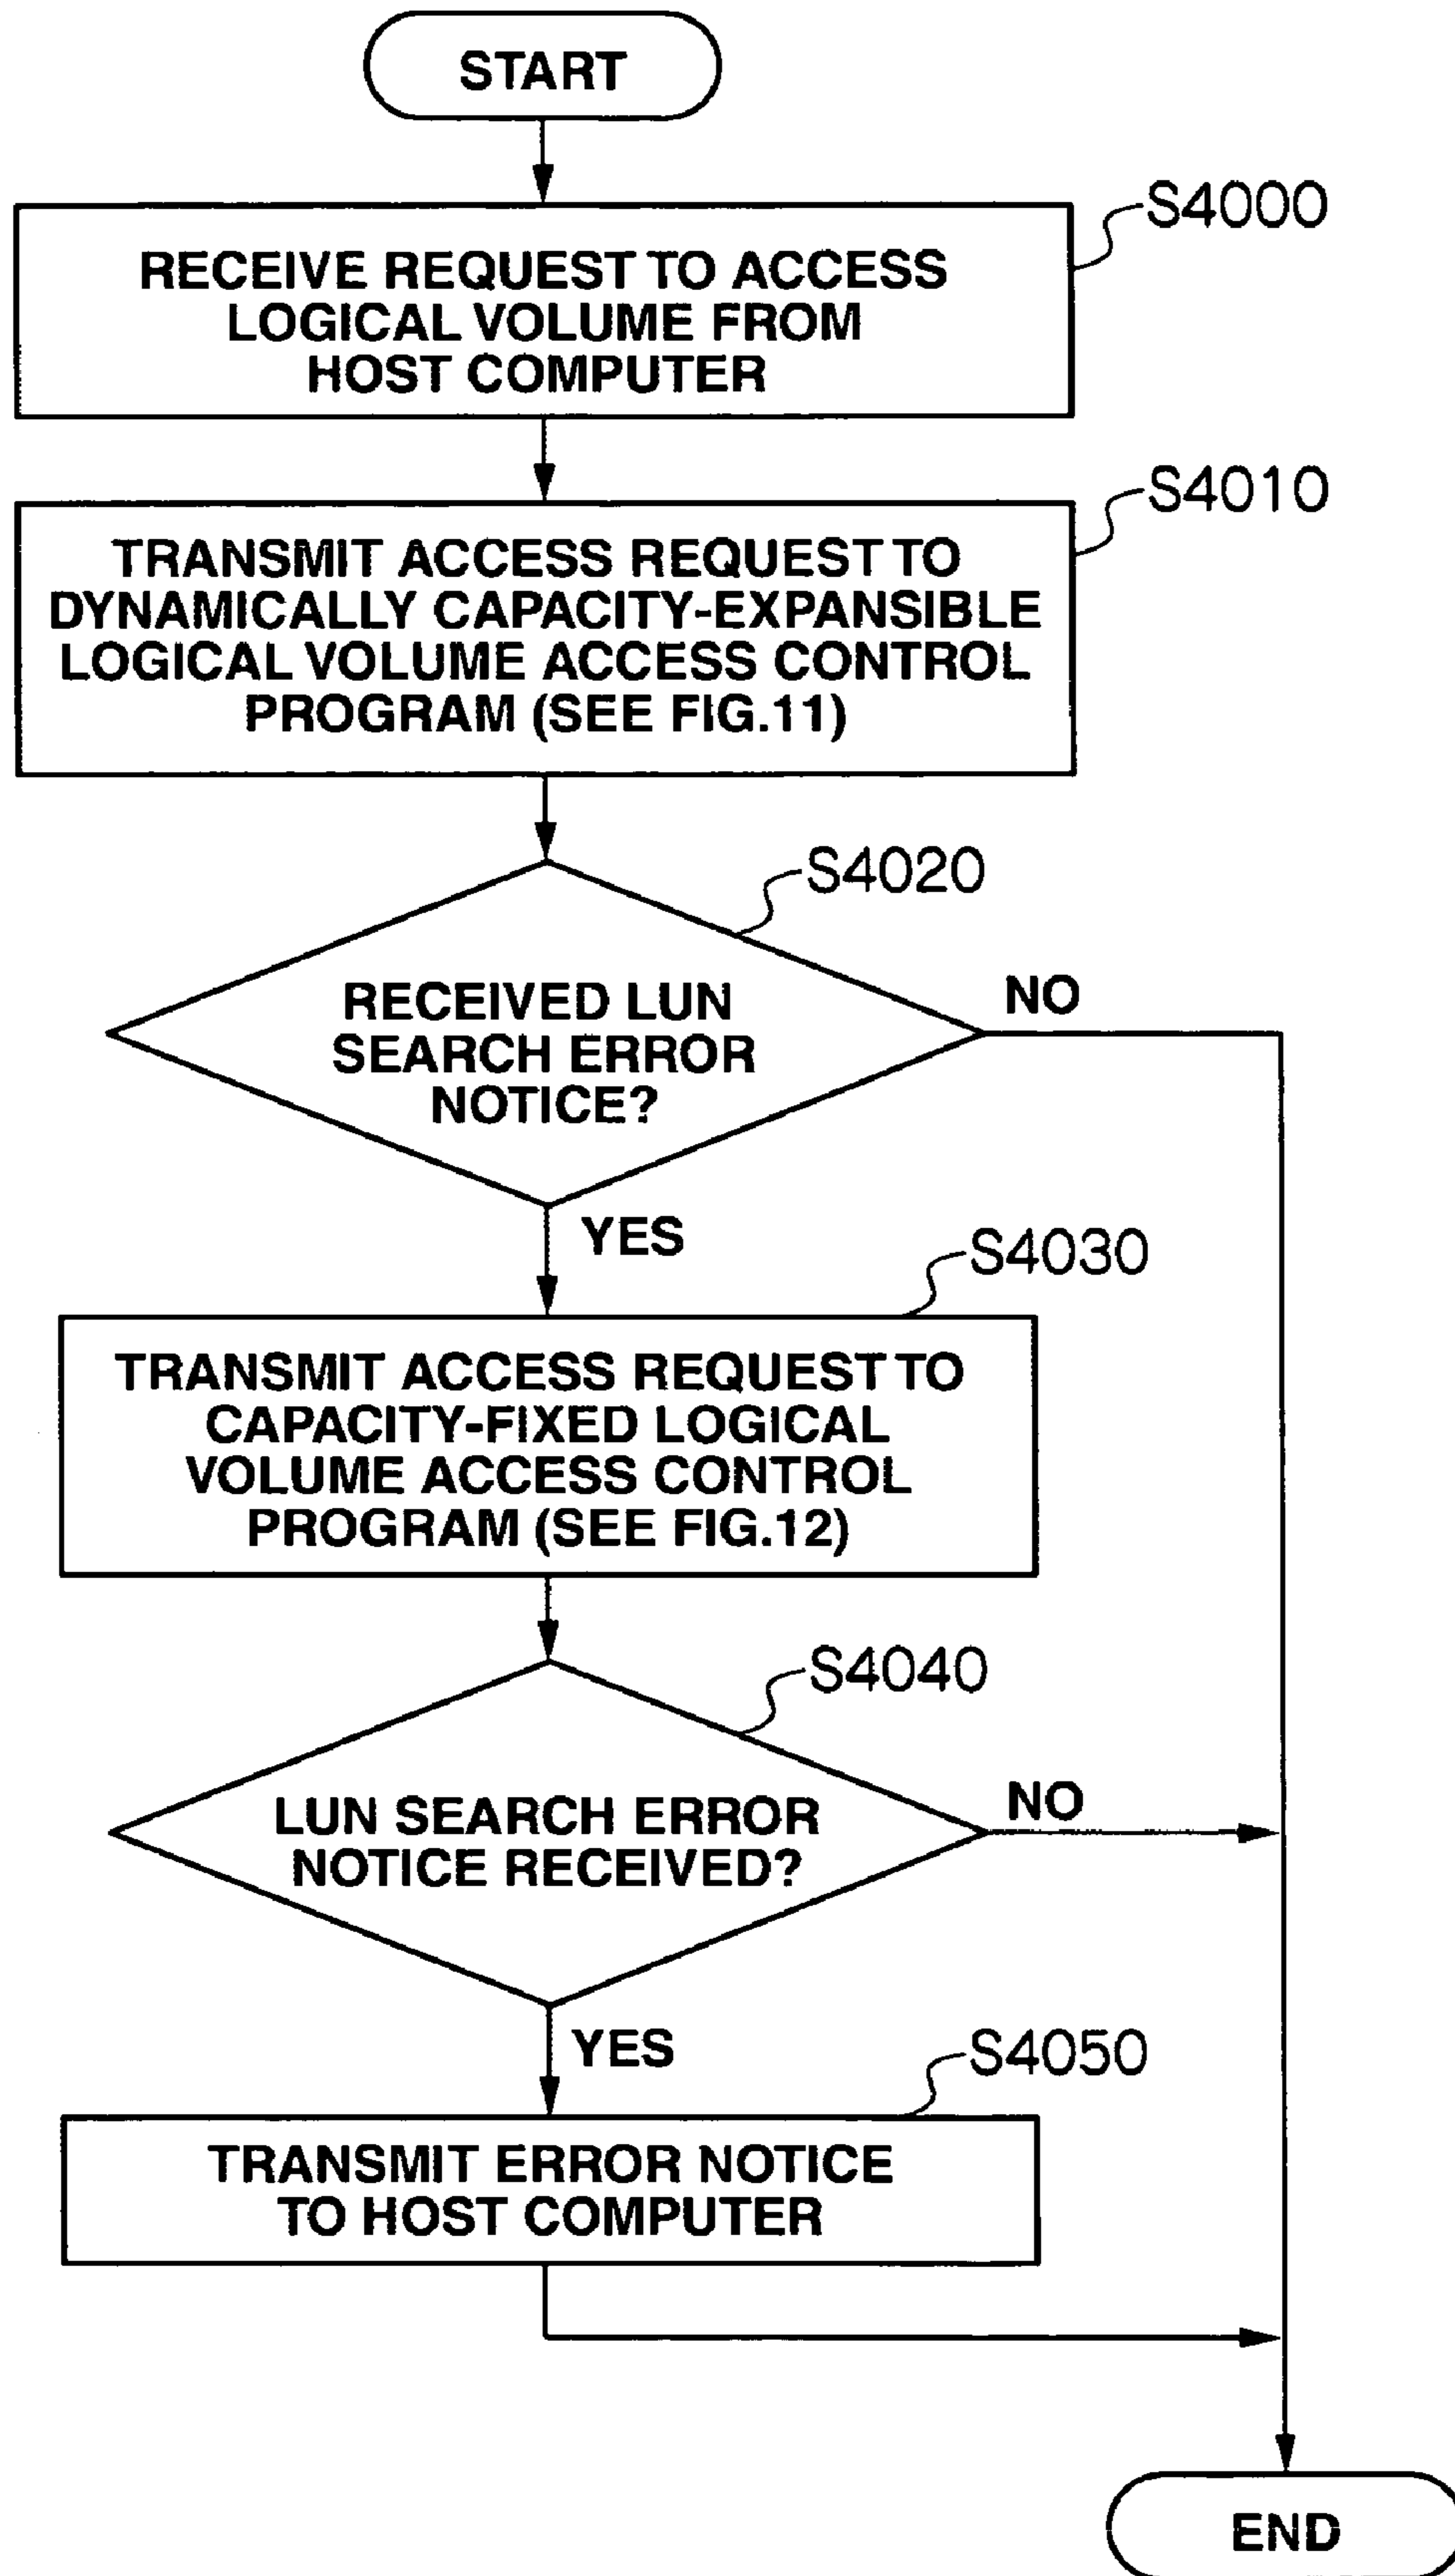 START
S4000
RECEIVE REQUEST TO ACCESS
LOGICAL VOLUME FROM
HOST COMPUTER
S4010
TRANSMIT ACCESS REQUEST TO
DYNAMICALLY CAPACITY-EXPANSIBLE
LOGICAL VOLUME ACCESS CONTROL
PROGRAM (SEE FIG.11)
S4020
RECEIVED LUN
SEARCH ERROR
NOTICE?
NO
YES
S4030
TRANSMIT ACCESS REQUEST TO
CAPACITY-FIXED LOGICAL
VOLUME ACCESS CONTROL
PROGRAM (SEE FIG.12)
S4040
LUN SEARCH ERROR
NOTICE RECEIVED?
NO
YES
S4050
TRANSMIT ERROR NOTICE
TO HOST COMPUTER
END